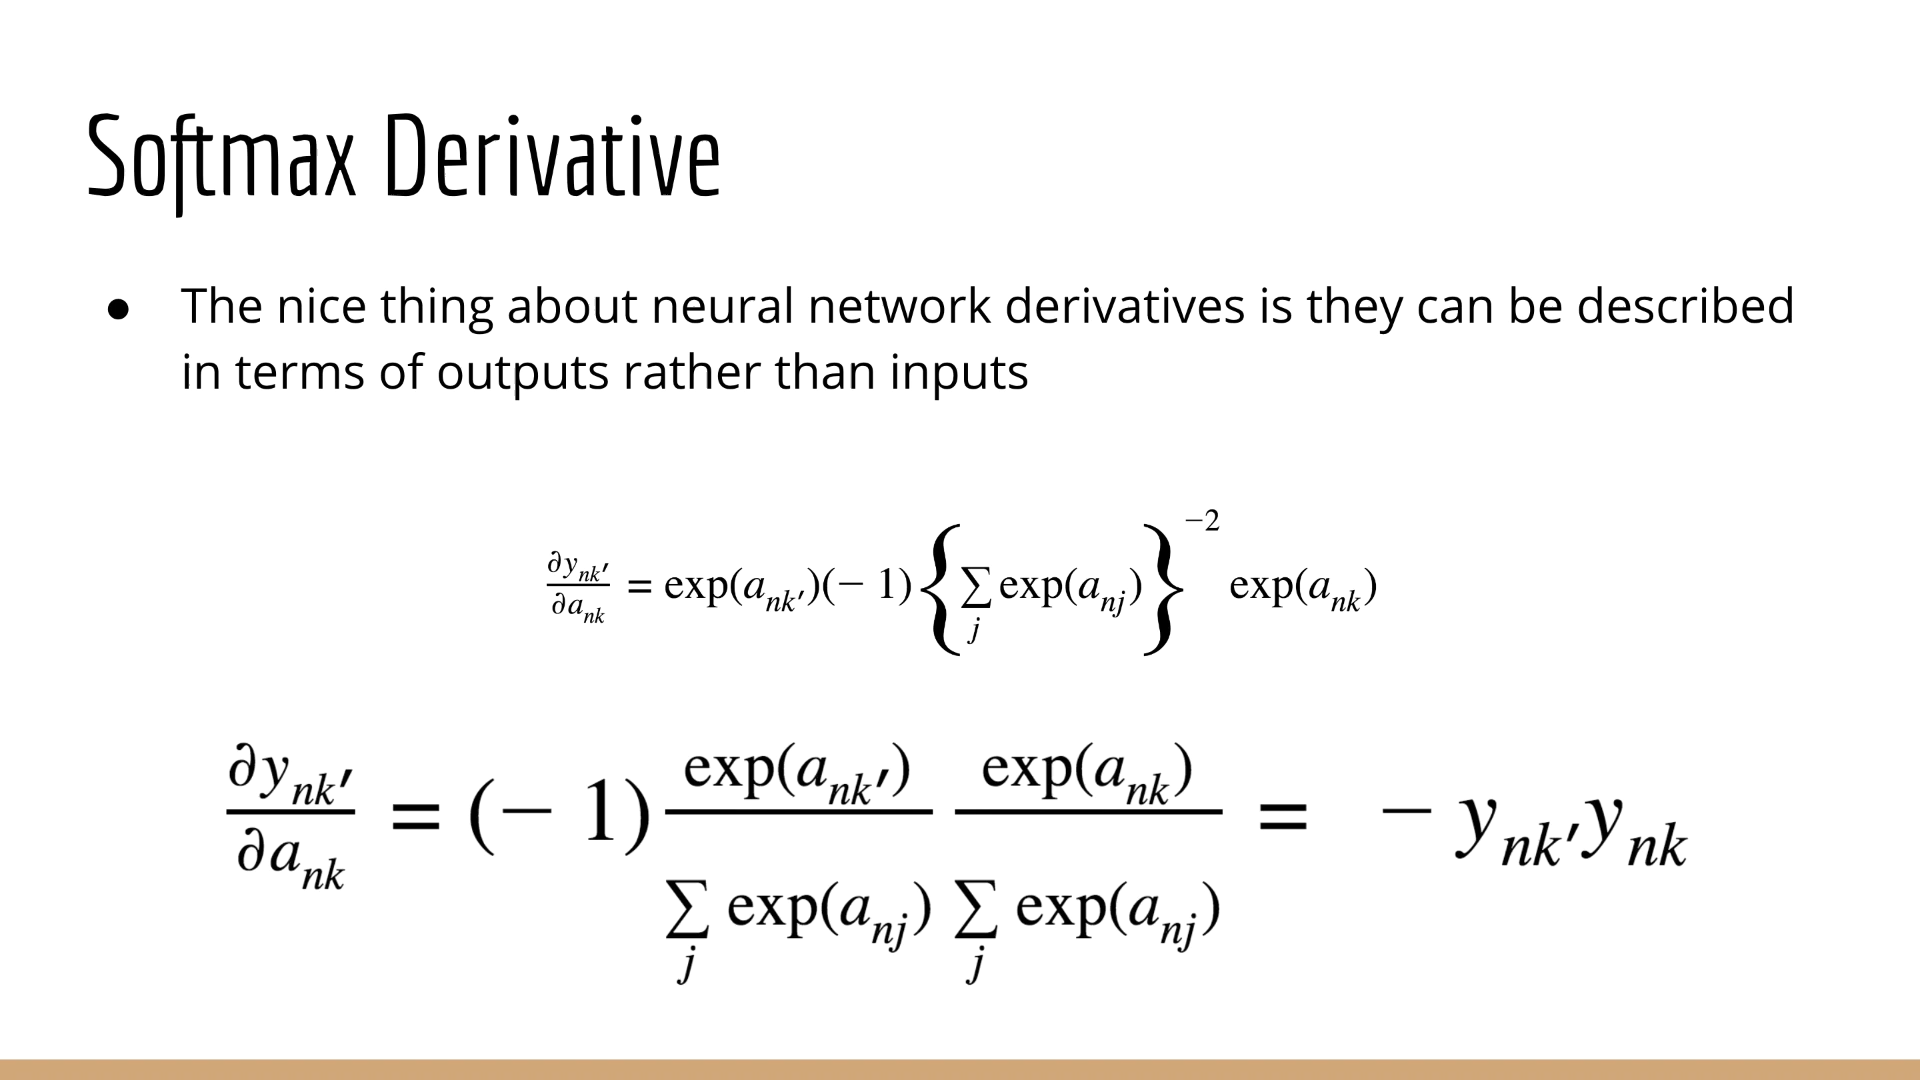 Softmax Derivative
● The nice thing about neural network derivatives is they can be described
in terms of outputs rather than inputs
∂y_{nk′}/∂a_{nk} = exp(a_{nk′})(− 1){∑_j exp(a_{nj})}^{−2} exp(a_{nk})
∂y_{nk′}/∂a_{nk} = (− 1) exp(a_{nk′})/∑_j exp(a_{nj}) exp(a_{nk})/∑_j exp(a_{nj}) = − y_{nk′}y_{nk}